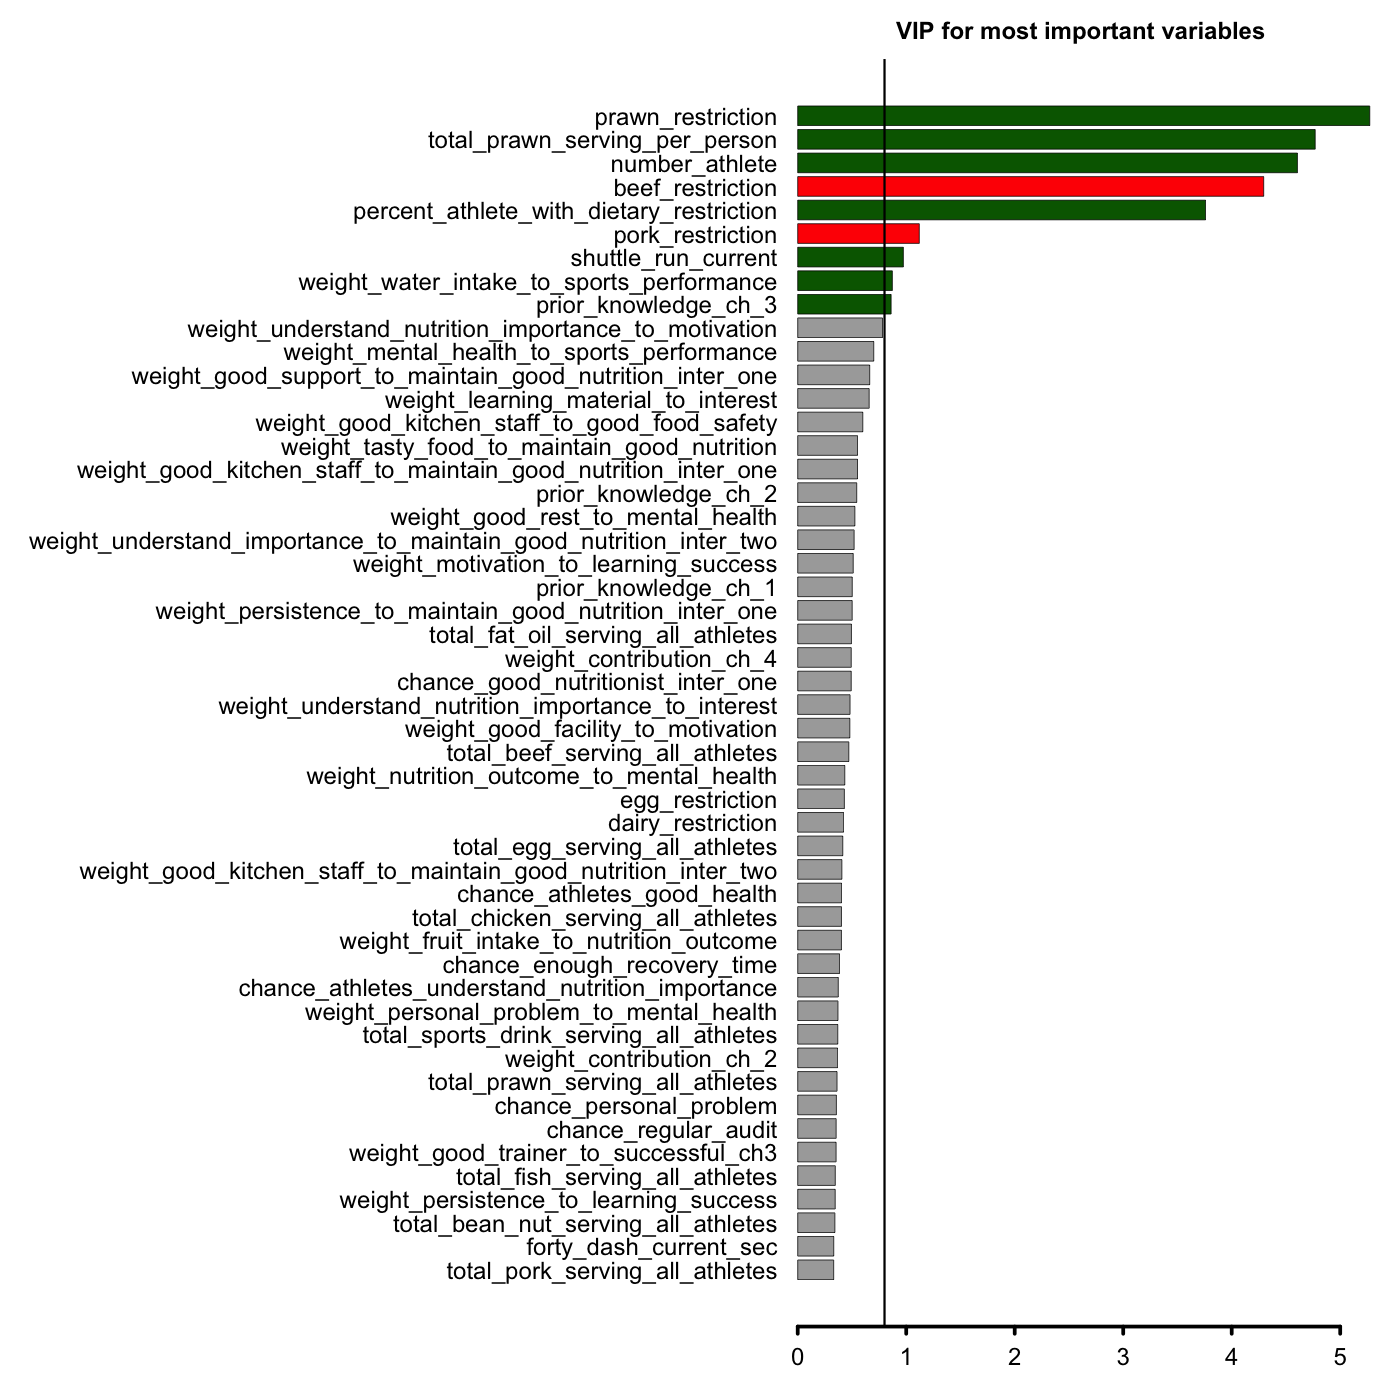 VIP for most important variables
prawn_restriction
total_prawn_serving_per_person
number_athlete
beef_restriction
percent_athlete_with_dietary_restriction
pork_restriction
shuttle_run_current
weight_water_intake_to_sports_performance
prior_knowledge_ch_3
weight_understand_nutrition_importance_to_motivation
weight_mental_health_to_sports_performance
weight_good_support_to_maintain_good_nutrition_inter_one
weight_learning_material_to_interest
weight_good_kitchen_staff_to_good_food_safety
weight_tasty_food_to_maintain_good_nutrition
weight_good_kitchen_staff_to_maintain_good_nutrition_inter_one
prior_knowledge_ch_2
weight_good_rest_to_mental_health
weight_understand_importance_to_maintain_good_nutrition_inter_two
weight_motivation_to_learning_success
prior_knowledge_ch_1
weight_persistence_to_maintain_good_nutrition_inter_one
total_fat_oil_serving_all_athletes
weight_contribution_ch_4
chance_good_nutritionist_inter_one
weight_understand_nutrition_importance_to_interest
weight_good_facility_to_motivation
total_beef_serving_all_athletes
weight_nutrition_outcome_to_mental_health
egg_restriction
dairy_restriction
total_egg_serving_all_athletes
weight_good_kitchen_staff_to_maintain_good_nutrition_inter_two
chance_athletes_good_health
total_chicken_serving_all_athletes
weight_fruit_intake_to_nutrition_outcome
chance_enough_recovery_time
chance_athletes_understand_nutrition_importance
weight_personal_problem_to_mental_health
total_sports_drink_serving_all_athletes
weight_contribution_ch_2
total_prawn_serving_all_athletes
chance_personal_problem
chance_regular_audit
weight_good_trainer_to_successful_ch3
total_fish_serving_all_athletes
weight_persistence_to_learning_success
total_bean_nut_serving_all_athletes
forty_dash_current_sec
total_pork_serving_all_athletes
0 1 2 3 4 5